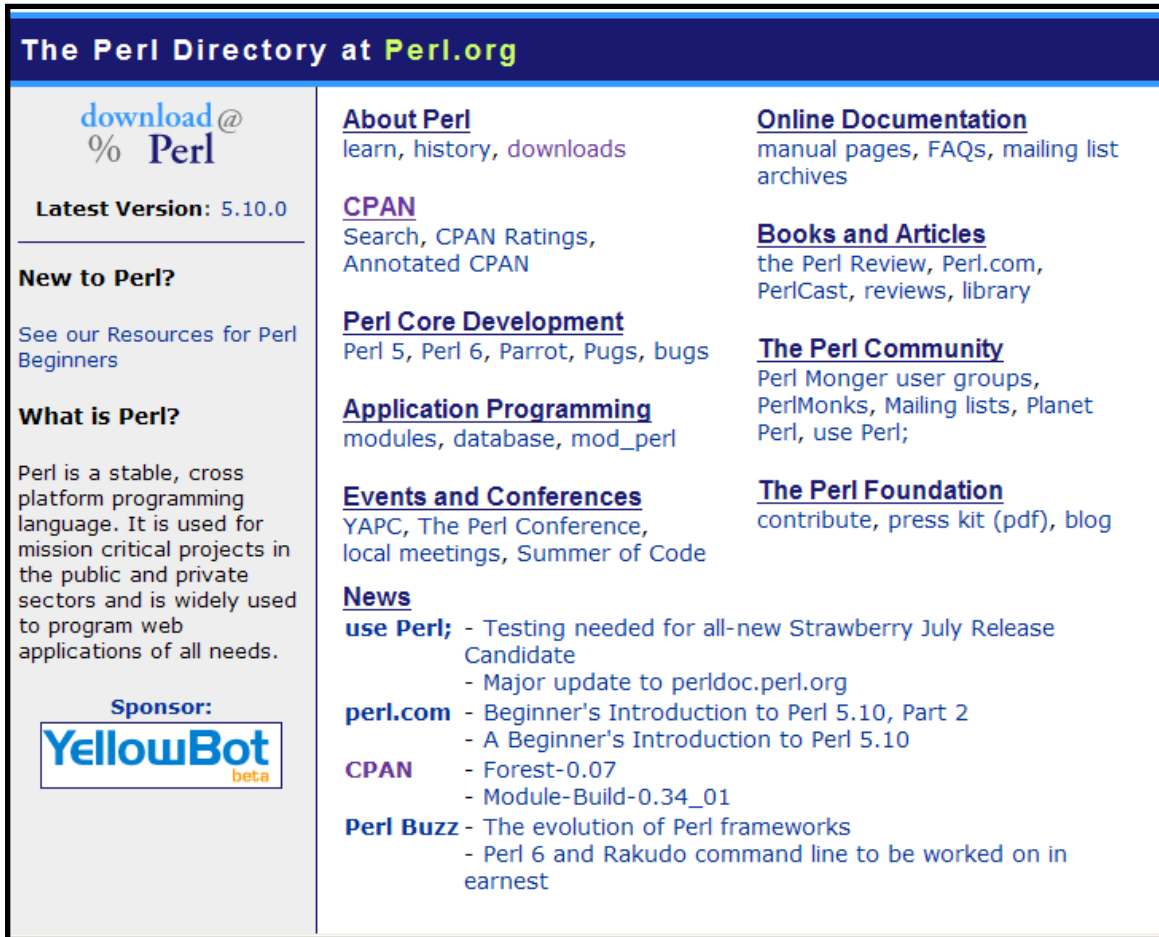 The Perl Directory at Perl.org
download @
% Perl
Latest Version: 5.10.0
New to Perl?
See our Resources for Perl
Beginners
What is Perl?
Perl is a stable, cross
platform programming
language. It is used for
mission critical projects in
the public and private
sectors and is widely used
to program web
applications of all needs.
Sponsor:
YellowBot
beta
About Perl
learn, history, downloads
CPAN
Search, CPAN Ratings,
Annotated CPAN
Perl Core Development
Perl 5, Perl 6, Parrot, Pugs, bugs
Application Programming
modules, database, mod_perl
Events and Conferences
YAPC, The Perl Conference,
local meetings, Summer of Code
Online Documentation
manual pages, FAQs, mailing list
archives
Books and Articles
the Perl Review, Perl.com,
PerlCast, reviews, library
The Perl Community
Perl Monger user groups,
PerlMonks, Mailing lists, Planet
Perl, use Perl;
The Perl Foundation
contribute, press kit (pdf), blog
News
use Perl; - Testing needed for all-new Strawberry July Release
Candidate
- Major update to perldoc.perl.org
perl.com - Beginner's Introduction to Perl 5.10, Part 2
- A Beginner's Introduction to Perl 5.10
CPAN - Forest-0.07
- Module-Build-0.34_01
Perl Buzz - The evolution of Perl frameworks
- Perl 6 and Rakudo command line to be worked on in
earnest